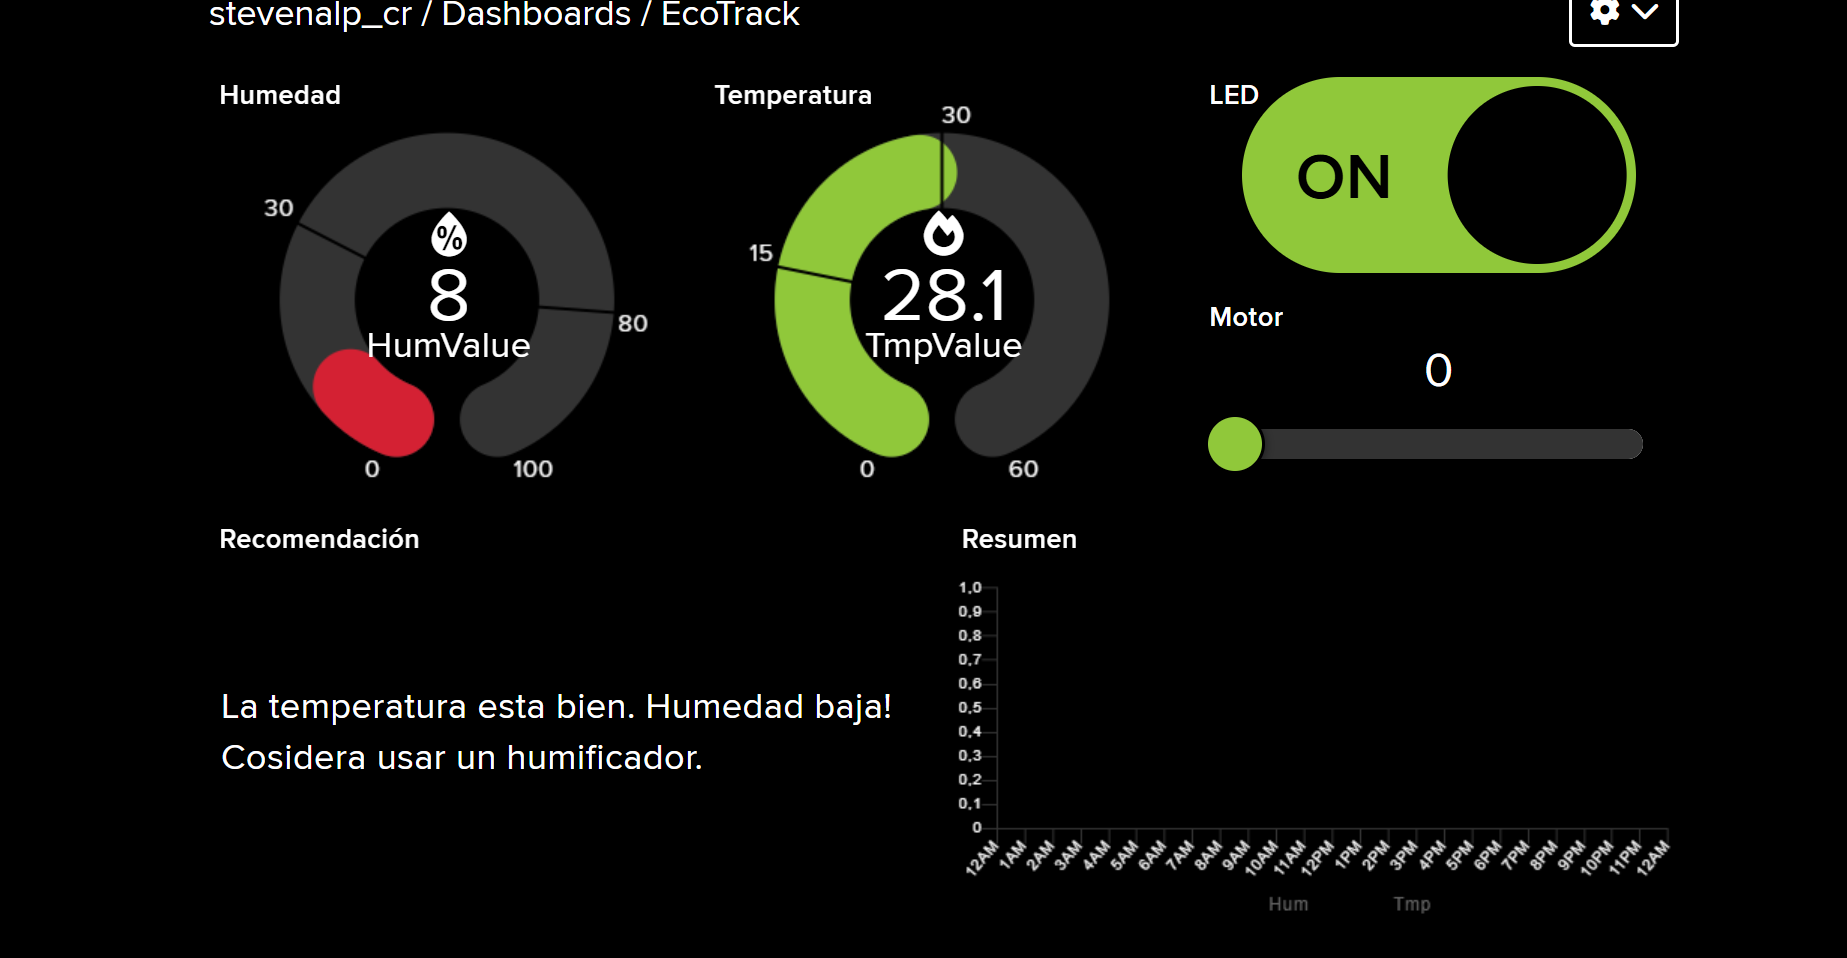 stevenalp_cr / Dashboards / EcoTrack
Humedad
30
%
8
HumValue
80
0
100
Temperatura
30
15
28.1
TmpValue
0
60
LED
ON
Motor
0
Recomendación
La temperatura esta bien. Humedad baja!
Cosidera usar un humificador.
Resumen
1,0
0,9
0,8
0,7
0,6
0,5
0,4
0,3
0,2
0,1
0
12AM 1AM 2AM 3AM 4AM 5AM 6AM 7AM 8AM 9AM 10AM 11AM 12PM 1PM 2PM 3PM 4PM 5PM 6PM 7PM 8PM 9PM 10PM 11PM 12AM
Hum Tmp